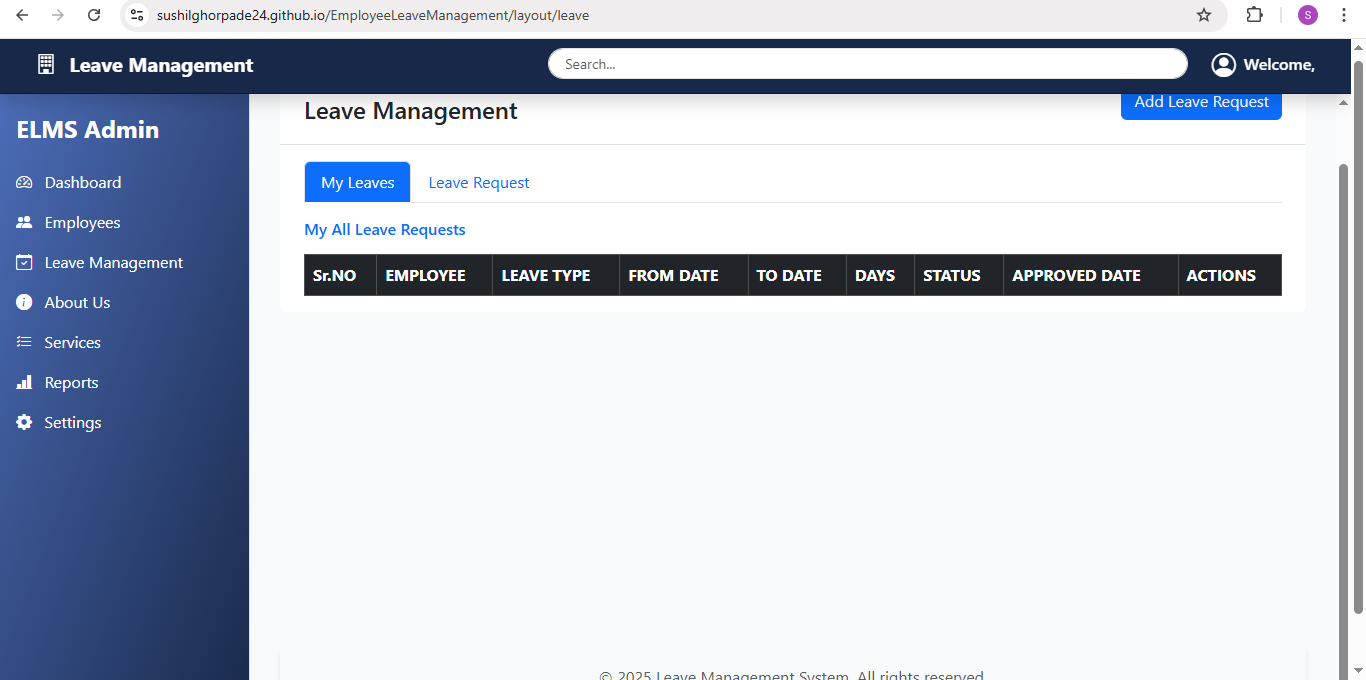 sushilghorpade24.github.io/EmployeeLeaveManagement/layout/leave
S
Leave Management
Search...
Welcome,
ELMS Admin
Dashboard
Employees
Leave Management
About Us
Services
Reports
Settings
Leave Management
Add Leave Request
My Leaves
Leave Request
My All Leave Requests
Sr.NO EMPLOYEE LEAVE TYPE FROM DATE TO DATE DAYS STATUS APPROVED DATE ACTIONS
© 2025 Leave Management System. All rights reserved